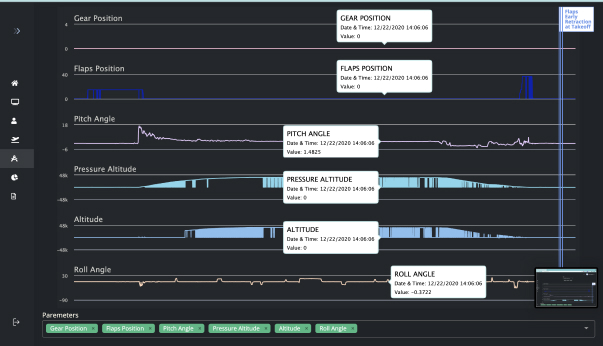 Gear Position
4
0
GEAR POSITION
Date & Time: 12/22/2020 14:06:06
Value: 0
Flaps
Early
Retraction
at Takeoff
Flaps Position
40
0
FLAPS POSITION
Date & Time: 12/22/2020 14:06:06
Value: 0
Pitch Angle
18
-6
PITCH ANGLE
Date & Time: 12/22/2020 14:06:06
Value: 1.4825
Pressure Altitude
48k
-48k
PRESSURE ALTITUDE
Date & Time: 12/22/2020 14:06:06
Value: 0
Altitude
48k
-48k
ALTITUDE
Date & Time: 12/22/2020 14:06:06
Value: 0
Roll Angle
30
-90
ROLL ANGLE
Date & Time: 12/22/2020 14:06:06
Value: -0.3722
Paremeters
Gear Position × Flaps Position × Pitch Angle × Pressure Altitude × Altitude × Roll Angle ×